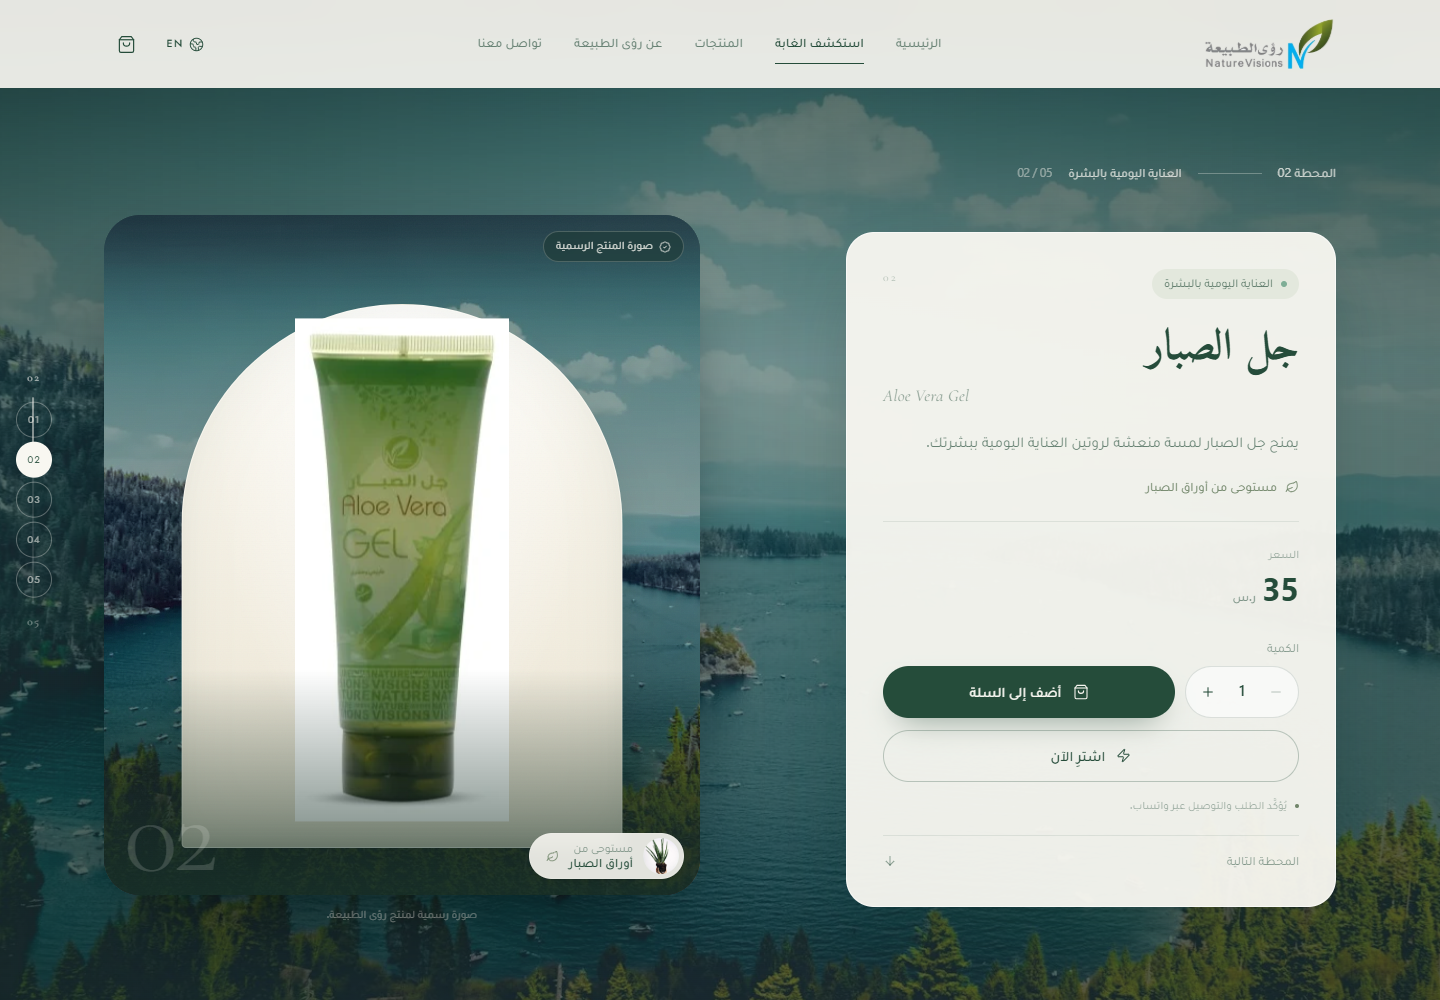 رؤى الطبيعة
NatureVisions
الرئيسية
استكشف الغابة
المنتجات
عن رؤى الطبيعة
تواصل معنا
EN
المحطة 02
العناية اليومية بالبشرة
02 / 05
العناية اليومية بالبشرة
02
جل الصبار
Aloe Vera Gel
يمنح جل الصبار لمسة منعشة لروتين العناية اليومية ببشرتك.
مستوحى من أوراق الصبار
السعر
35 ر.س
الكمية
1
أضف إلى السلة
اشترِ الآن
يُؤكَّد الطلب والتوصيل عبر واتساب.
المحطة التالية
صورة المنتج الرسمية
جل الصبــار
Aloe Vera
GEL
NATURE
VISIONS
02
مستوحى من
أوراق الصبار
صورة رسمية لمنتج رؤى الطبيعة.
02
01
02
03
04
05
05